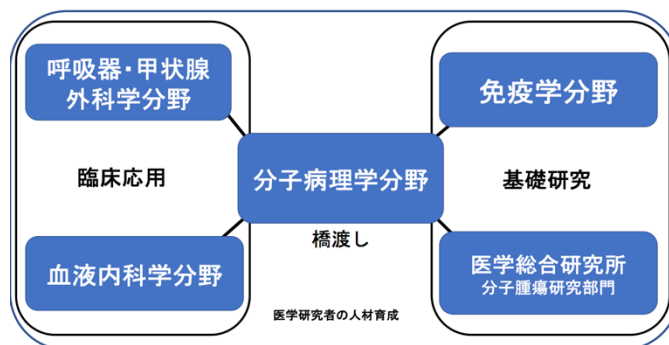 呼吸器・甲状腺
外科学分野
免疫学分野
臨床応用
分子病理学分野
基礎研究
橋渡し
血液内科学分野
医学総合研究所
分子腫瘍研究部門
医学研究者の人材育成